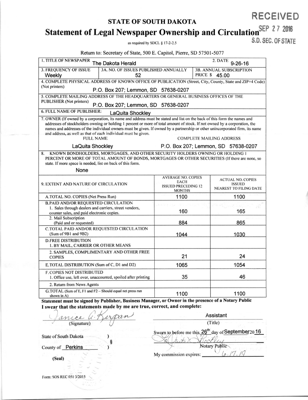 RECEIVED
SEP 27 2016
S.D. SEC. OF STATE
STATE OF SOUTH DAKOTA
Statement of Legal Newspaper Ownership and Circulation
as required by SDCL § 17-2-2.5
Return to: Secretary of State, 500 E. Capitol, Pierre, SD 57501-5077
1. TITLE OF NEWSPAPER The Dakota Herald
2. DATE 9-26-16
3. FREQUENCY OF ISSUE Weekly
3A. NO. OF ISSUES PUBLISHED ANNUALLY 52
3B. ANNUAL SUBSCRIPTION PRICE $ 45.00
4. COMPLETE PHYSICAL ADDRESS OF KNOWN OFFICE OF PUBLICATION (Street, City, County, State and ZIP+4 Code) (Not printers)
P.O. Box 207; Lemmon, SD 57638-0207
5. COMPLETE MAILING ADDRESS OF THE HEADQUARTERS OR GENERAL BUSINESS OFFICES OF THE PUBLISHER (Not printers)
P.O. Box 207; Lemmon, SD 57638-0207
6. FULL NAME OF PUBLISHER LaQuita Shockley
7. OWNER (If owned by a corporation, its name and address must be stated and list on the back of this form the names and addresses of stockholders owning or holding 1 percent or more of total amount of stock. If not owned by a corporation, the names and addresses of the individual owners must be given. If owned by a partnership or other unincorporated firm, its name and address, as well as that of each individual must be given.
FULL NAME
COMPLETE MAILING ADDRESS
LaQuita Shockley
P.O. Box 207; Lemmon, SD 57638-0207
8. KNOWN BONDHOLDERS, MORTGAGES, AND OTHER SECURITY HOLDERS OWNING OR HOLDING 1 PERCENT OR MORE OF TOTAL AMOUNT OF BONDS, MORTGAGES OR OTHER SECURITIES (If there are none, so state. If more space is needed, list on back of this form.
None
9. EXTENT AND NATURE OF CIRCULATION
AVERAGE NO. COPIES EACH ISSUED PRECEDING 12 MONTHS
ACTUAL NO. COPIES ISSUED NEAREST TO FILING DATE
A. TOTAL NO. COPIES (Net Press Run) 1100 1100
B. PAID AND/OR REQUESTED CIRCULATION
1. Sales through dealers and carriers, street vendors, counter sales, and paid electronic copies. 160 165
2. Mail Subscription (Paid and or requested) 884 865
C. TOTAL PAID AND/OR REQUESTED CIRCULATION (Sum of 9B1 and 9B2) 1044 1030
D. FREE DISTRIBUTION
1. BY MAIL, CARRIER OR OTHER MEANS
2. SAMPLES, COMPLIMENTARY AND OTHER FREE COPIES 21 24
E. TOTAL DISTRIBUTION (Sum of C, D1 and D2) 1065 1054
F. COPIES NOT DISTRIBUTED
1. Office use, left over, unaccounted, spoiled after printing 35 46
2. Return from News Agents
G. TOTAL (Sum of E, F1 and F2 - Should equal net press run shown in A) 1100 1100
Statement must be signed by Publisher, Business Manager, or Owner in the presence of a Notary Public
I swear that the statements made by me are true, correct, and complete:
Assistant
(Signature)
(Title)
State of South Dakota )
Sworn to before me this 26th day of September 20 16
County of Perkins
Notary Public
(Seal)
My commission expires:
Form: SOS REC 051 5/2013